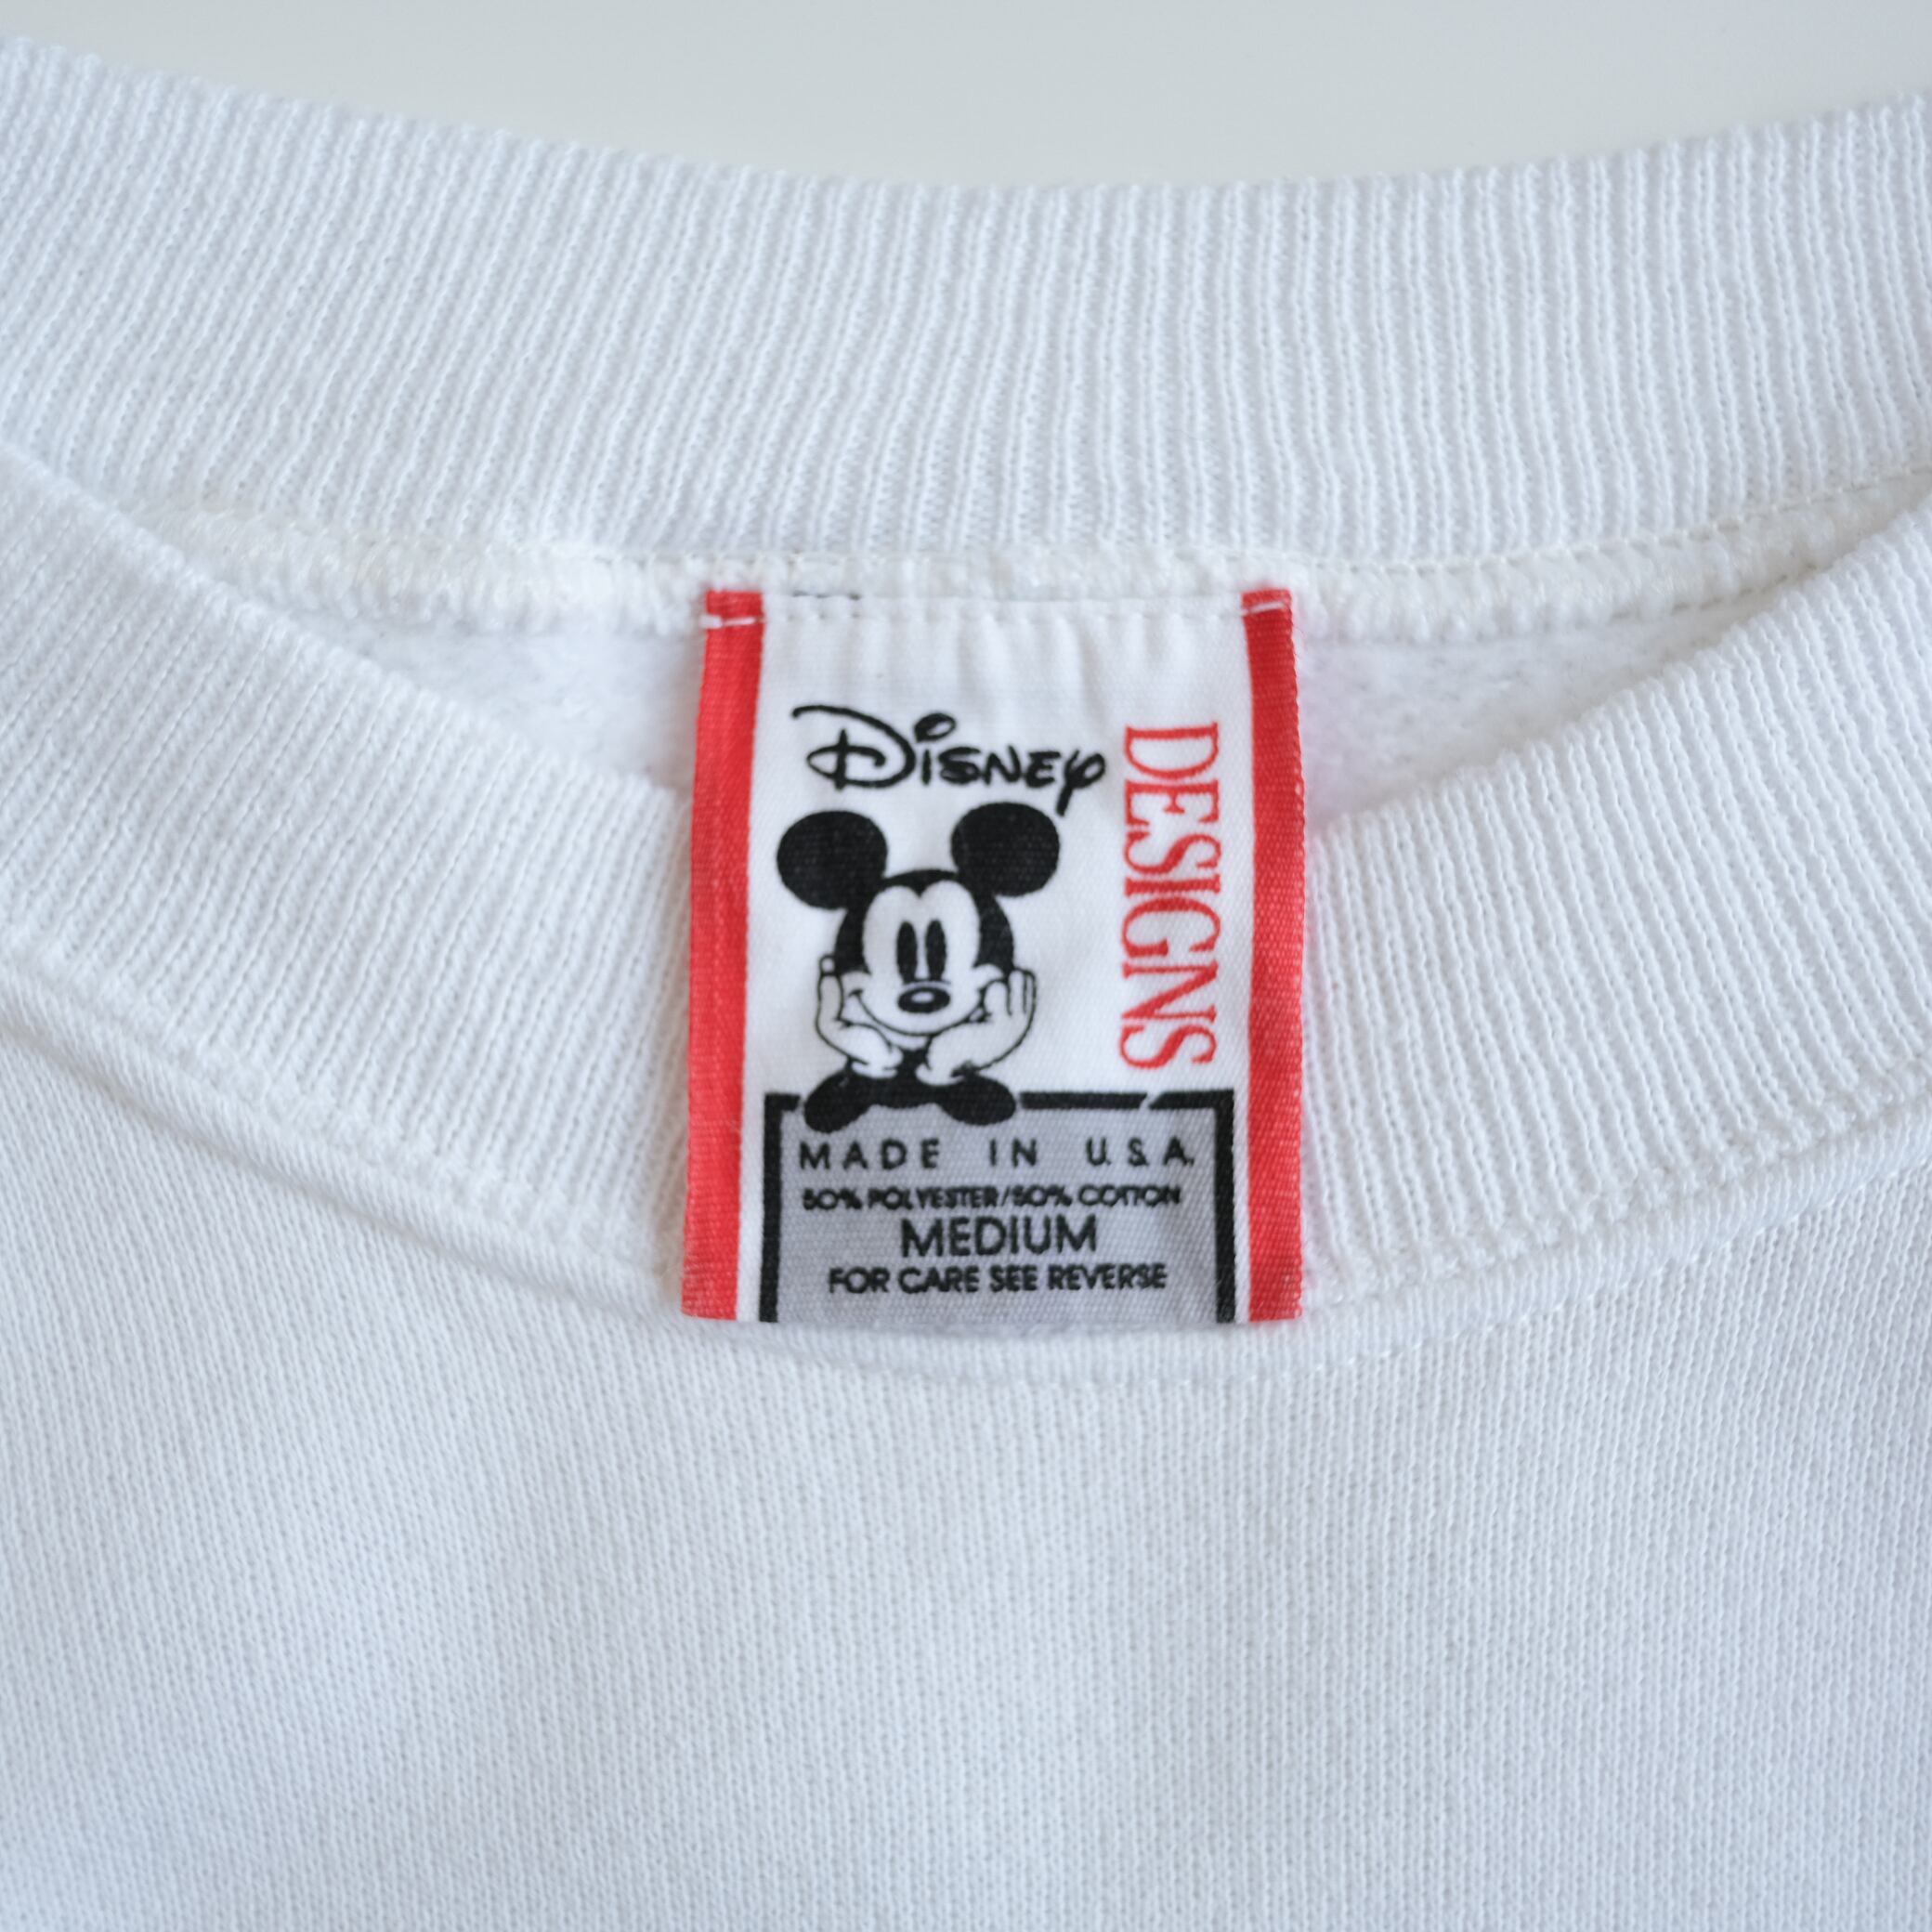 Disney
DESIGNS
MADE IN U.S.A.
50% POLYESTER/50% COTTON
MEDIUM
FOR CARE SEE REVERSE